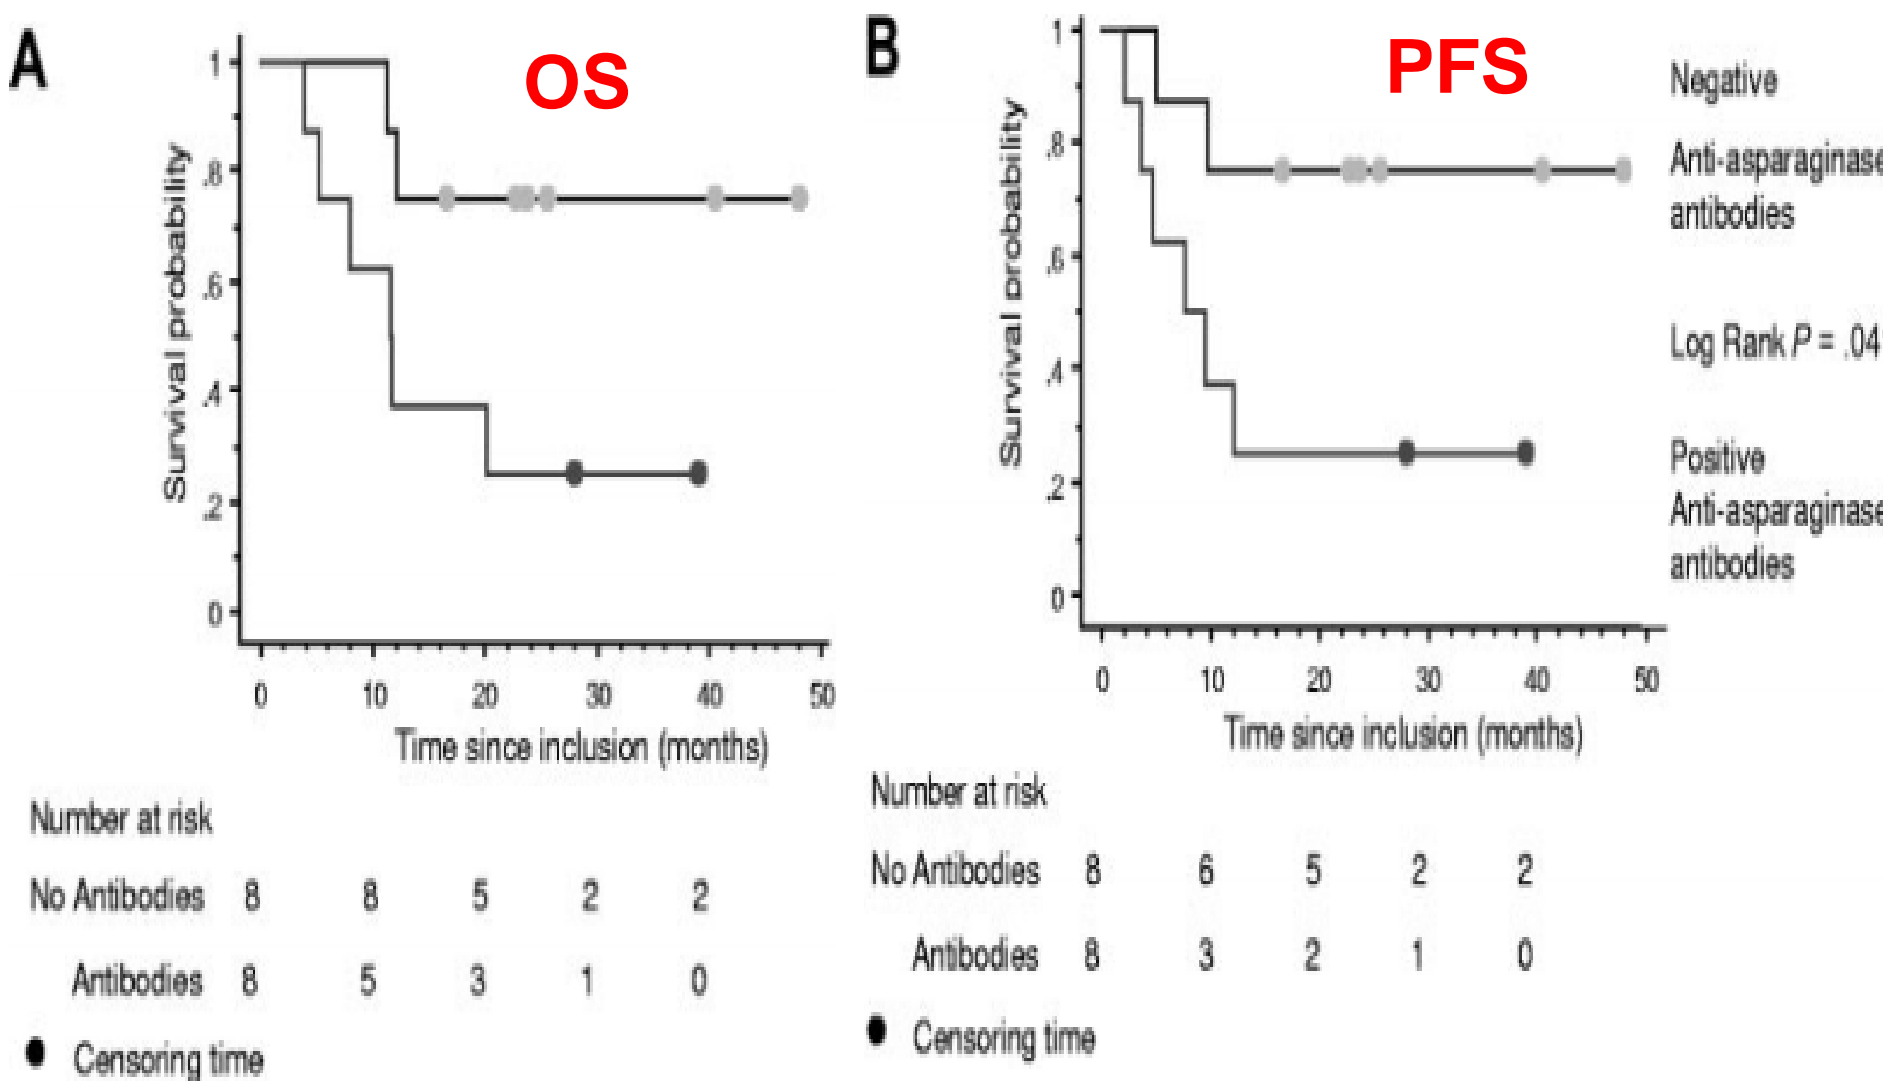 A
OS
1
.8
.6
.4
.2
0
Survival probability
0 10 20 30 40 50
Time since inclusion (months)
Number at risk
No Antibodies 8 8 5 2 2
Antibodies 8 5 3 1 0
Censoring time
B
PFS
1
.8
.6
.4
.2
0
Survival probability
0 10 20 30 40 50
Time since inclusion (months)
Negative
Anti-asparaginase
antibodies
Log Rank P = .04
Positive
Anti-asparaginase
antibodies
Number at risk
No Antibodies 8 6 5 2 2
Antibodies 8 3 2 1 0
Censoring time